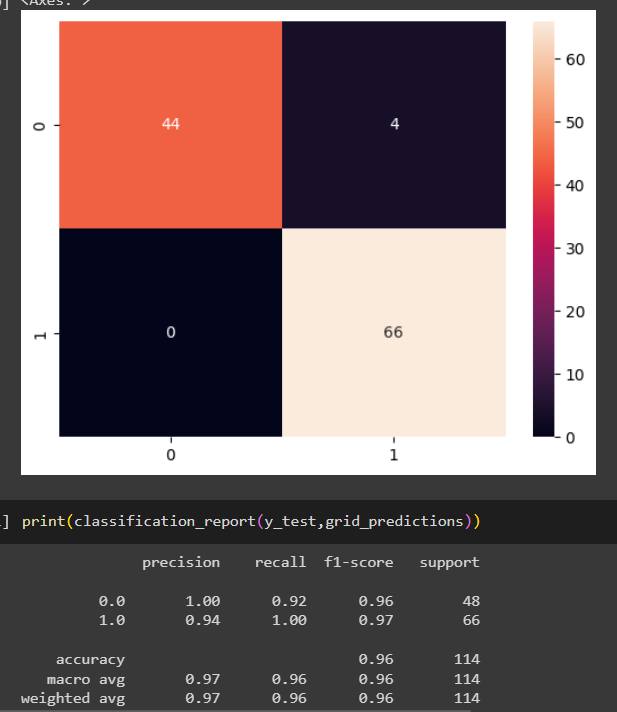 ] <Axes: >
0
44
4
1
0
66
0
1
60
50
40
30
20
10
0
] print(classification_report(y_test,grid_predictions))
precision recall f1-score support
0.0 1.00 0.92 0.96 48
1.0 0.94 1.00 0.97 66
accuracy 0.96 114
macro avg 0.97 0.96 0.96 114
weighted avg 0.97 0.96 0.96 114